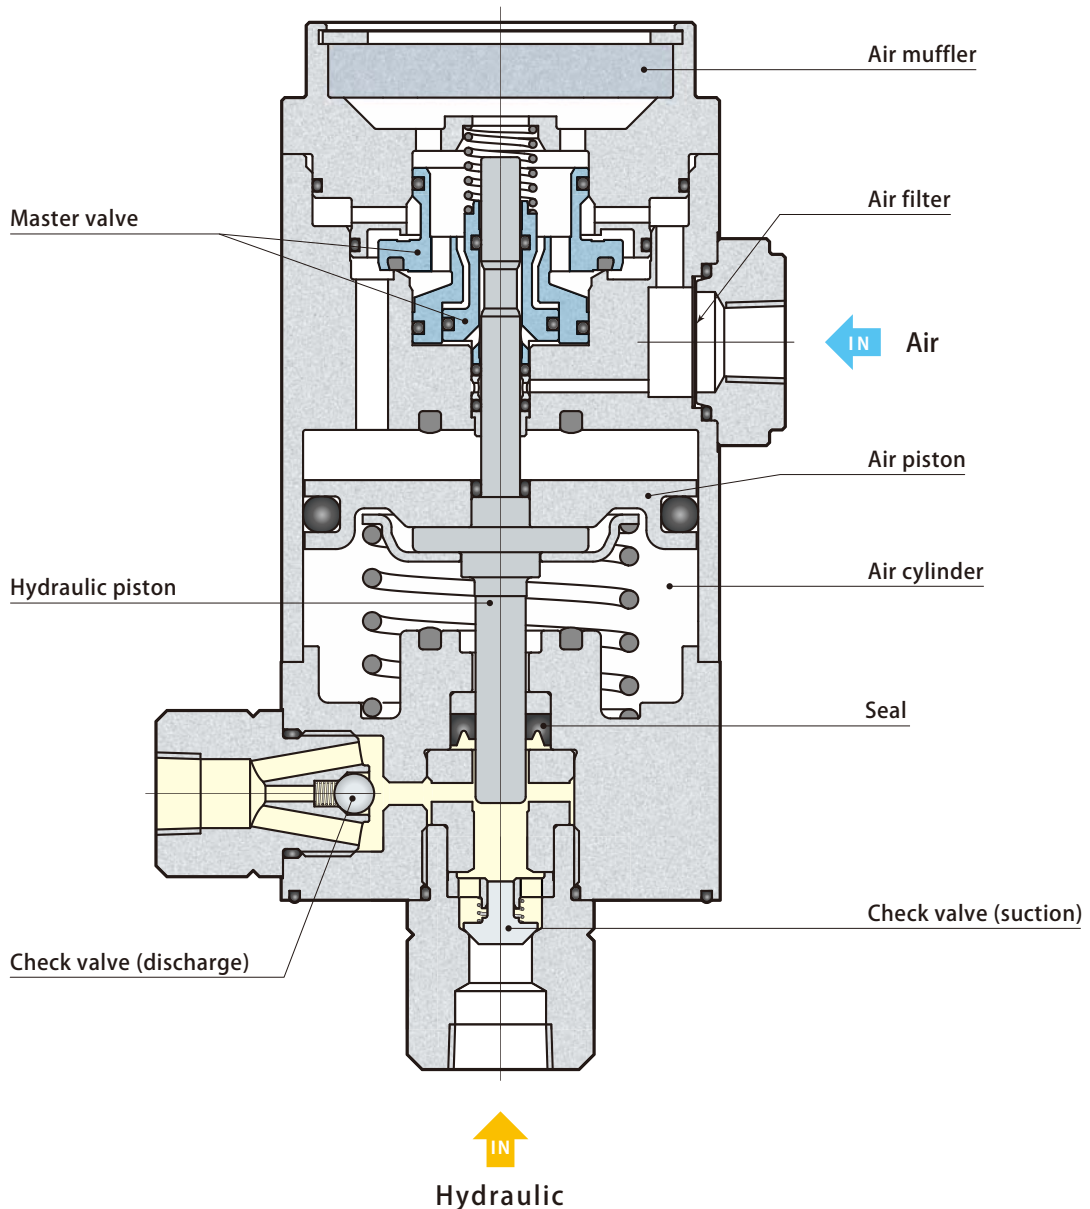 Air muffler
Master valve
Air filter
IN Air
Air piston
Hydraulic piston
Air cylinder
Seal
Check valve (suction)
Check valve (discharge)
IN
Hydraulic